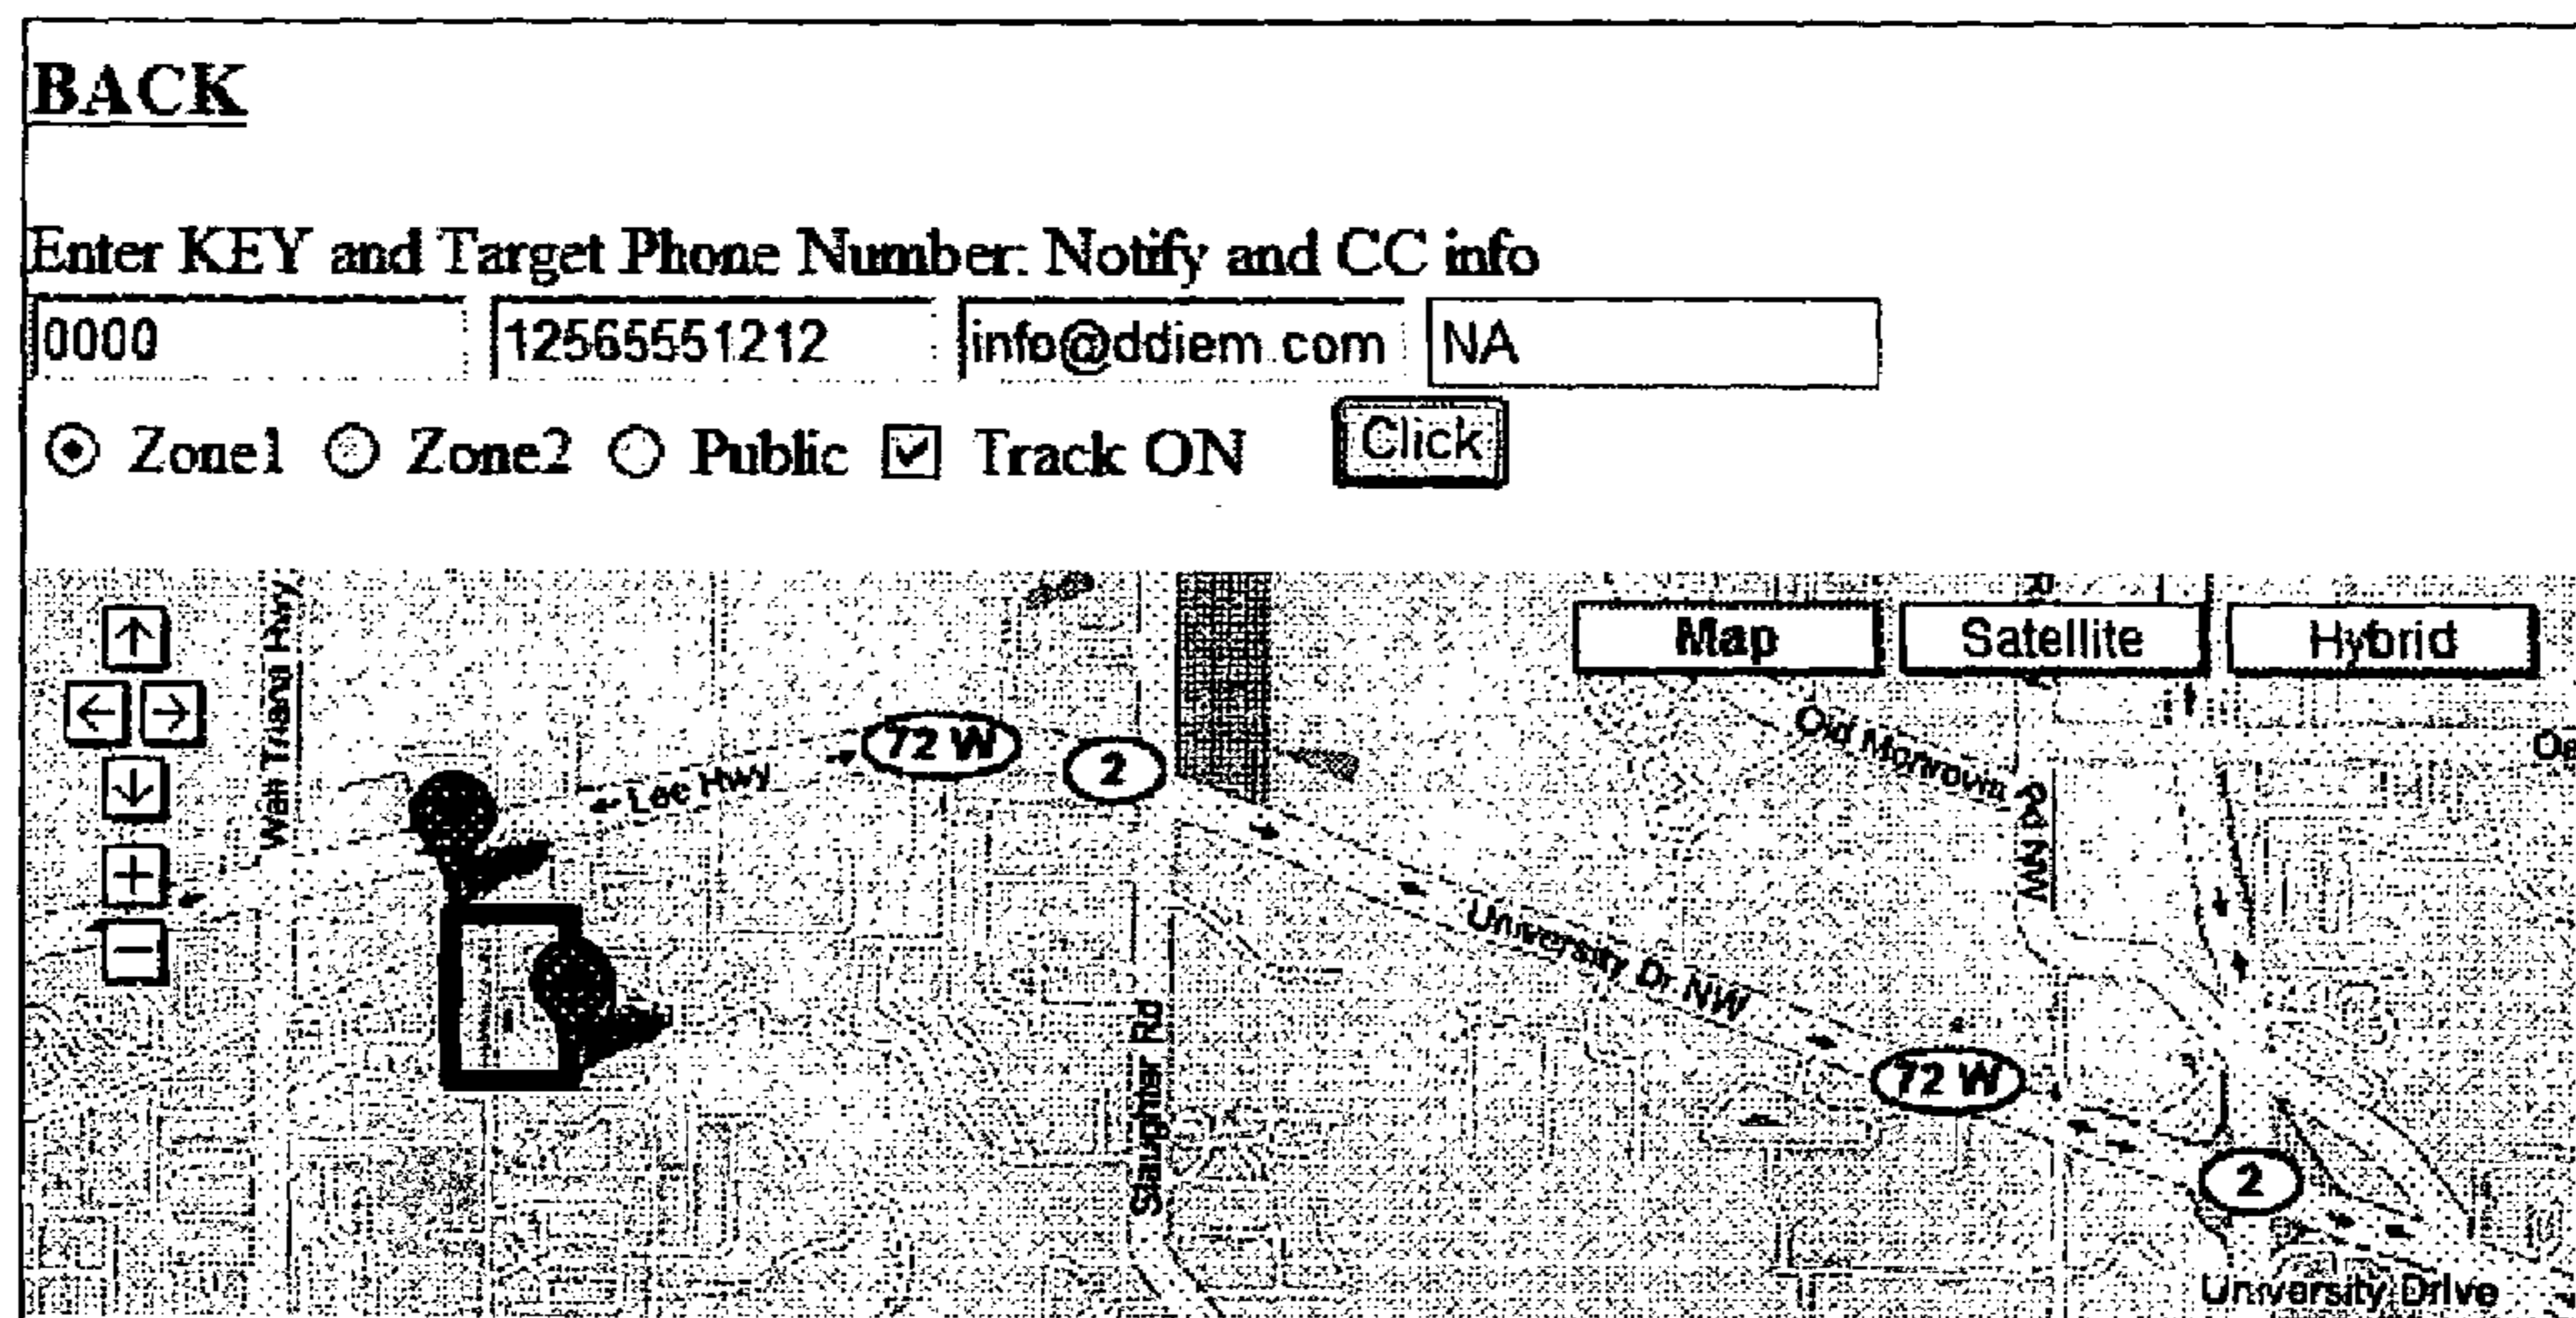 BACK
Enter KEY and Target Phone Number: Notify and CC info
0000 12565551212 info@ddiem.com NA
Zone1 Zone2 Public Track ON Click
Map Satellite Hybrid
Wall Triana Hwy
Lee Hwy
72 W
2
Old Monrovia Rd NW
University Dr NW
Slaughter Rd
72 W
2
University Drive